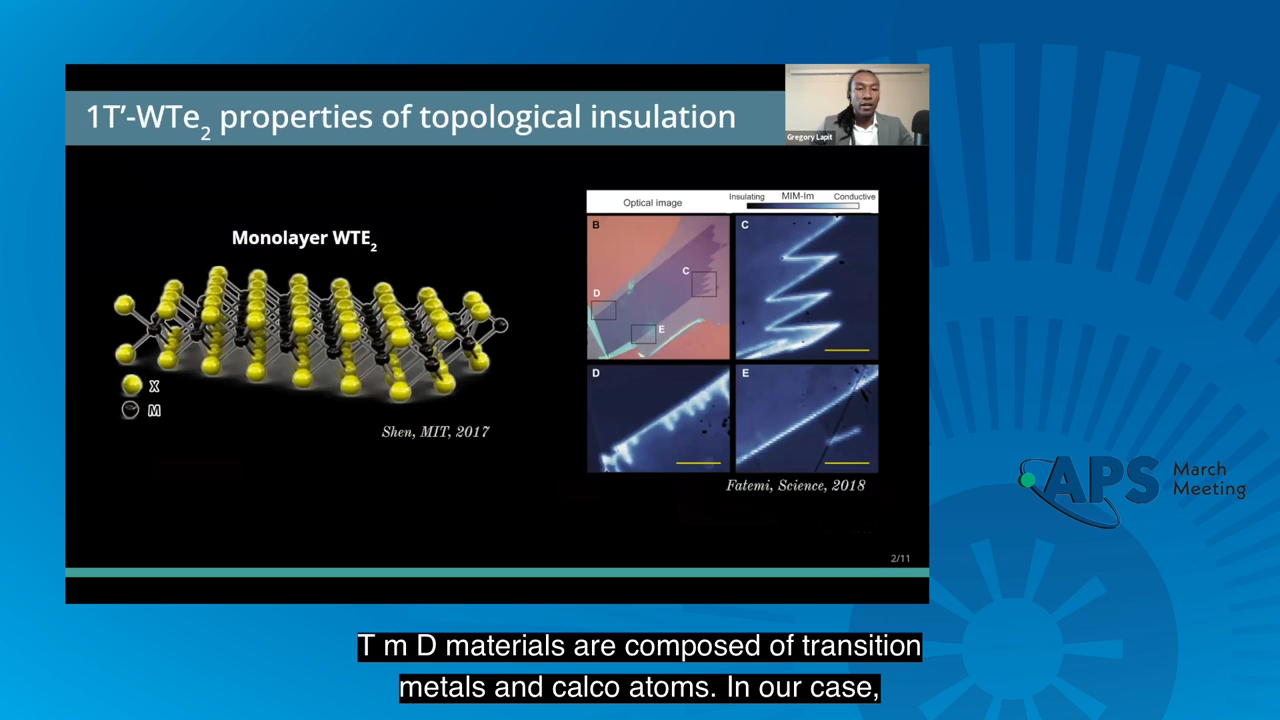 1T′-WTe₂ properties of topological insulation
Gregory Lapit
Monolayer WTE₂
X
M
Shen, MIT, 2017
Optical image
Insulating MIM-Im Conductive
B
C
D
E
C
D
E
Fatemi, Science, 2018
2/11
APS March Meeting
T m D materials are composed of transition
metals and calco atoms. In our case,